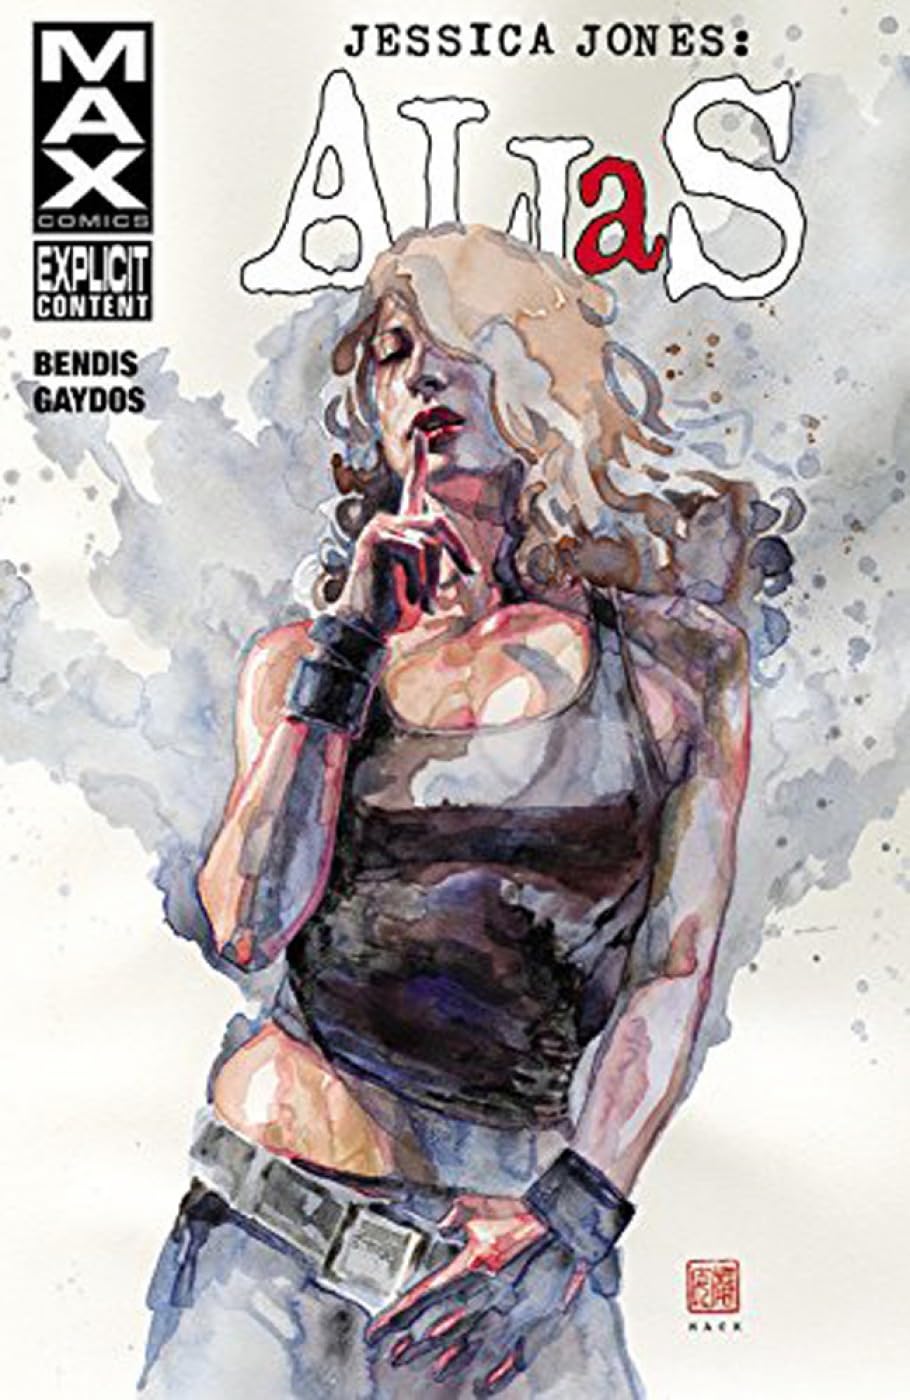 MAX
COMICS
EXPLICIT
CONTENT
BENDIS
GAYDOS
JESSICA JONES:
ALIaS
MACK